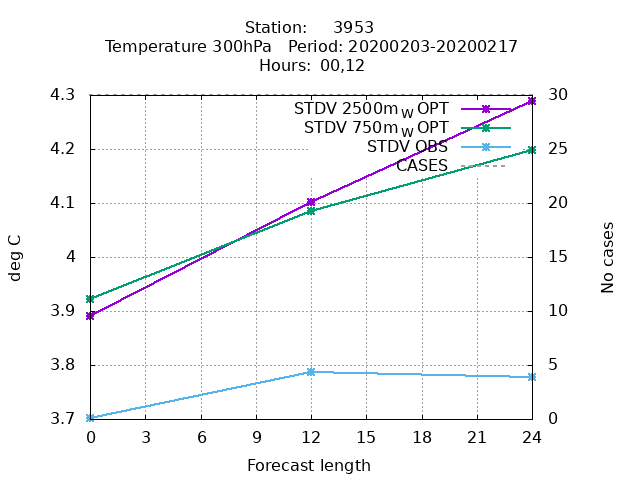 Station: 3953
Temperature 300hPa Period: 20200203-20200217
Hours: 00,12
4.3
4.2
4.1
4
3.9
3.8
3.7
30
25
20
15
10
5
0
STDV 2500m_W OPT
STDV 750m_W OPT
STDV OBS
CASES
deg C
No cases
0 3 6 9 12 15 18 21 24
Forecast length